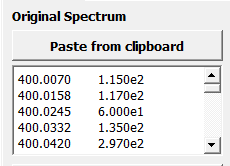 Original Spectrum
Paste from clipboard
400.0070 1.150e2
400.0158 1.170e2
400.0245 6.000e1
400.0332 1.350e2
400.0420 2.970e2